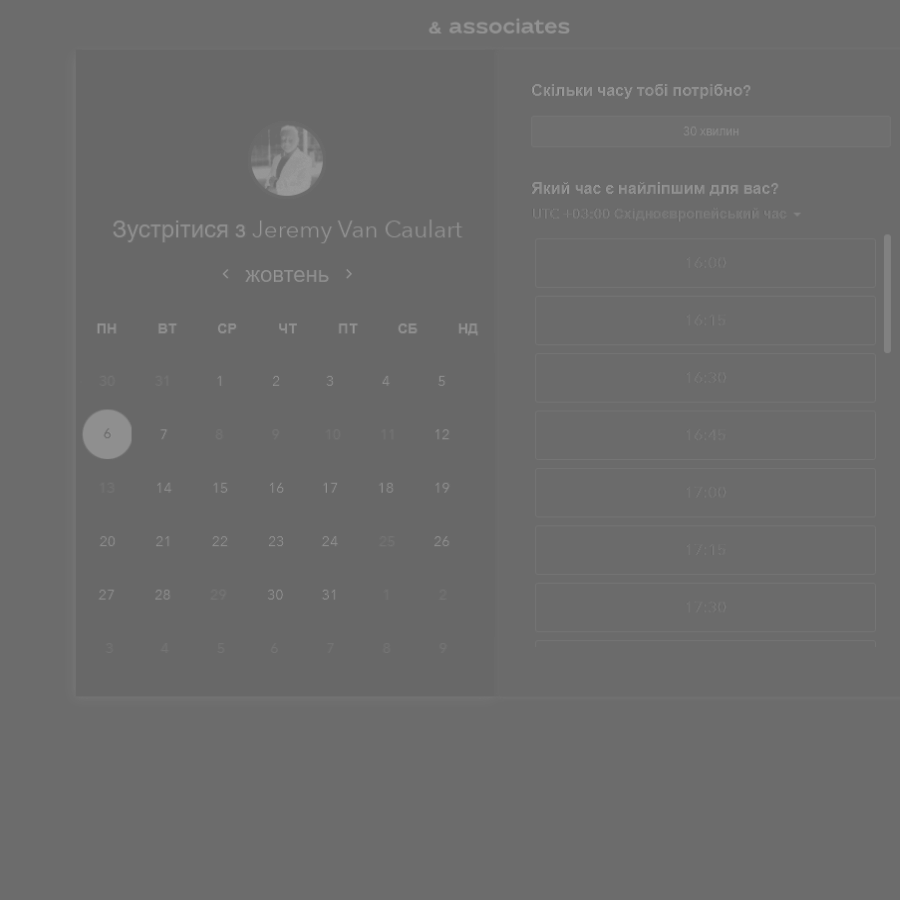 & associates
Зустрітися з Jeremy Van Caulart
жовтень
ПН ВТ СР ЧТ ПТ СБ НД
30 31 1 2 3 4 5
6 7 8 9 10 11 12
13 14 15 16 17 18 19
20 21 22 23 24 25 26
27 28 29 30 31 1 2
3 4 5 6 7 8 9
Скільки часу тобі потрібно?
30 хвилин
Який час є найліпшим для вас?
UTC +03:00 Східноєвропейський час
16:00
16:15
16:30
16:45
17:00
17:15
17:30